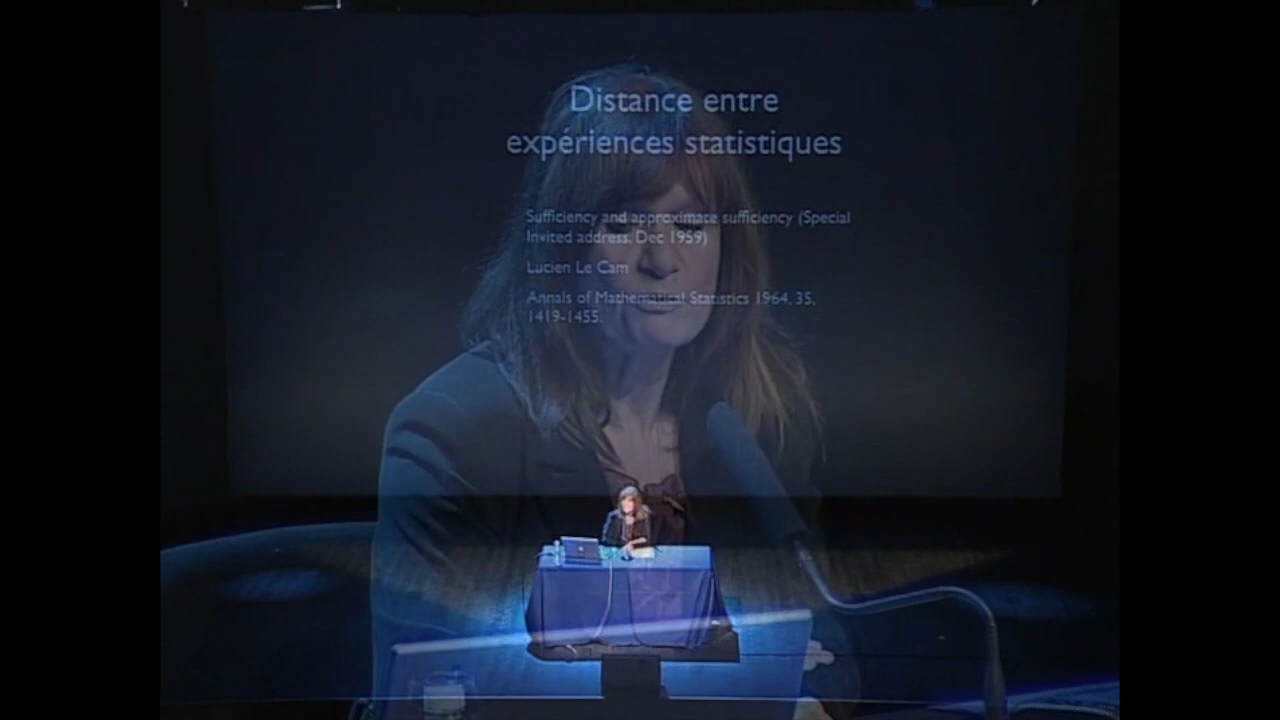 Distance entre
expériences statistiques
Sufficiency and approximate sufficiency (Special
Invited address, Dec 1959)
Lucien Le Cam
Annals of Mathematical Statistics 1964, 35,
1419-1455.